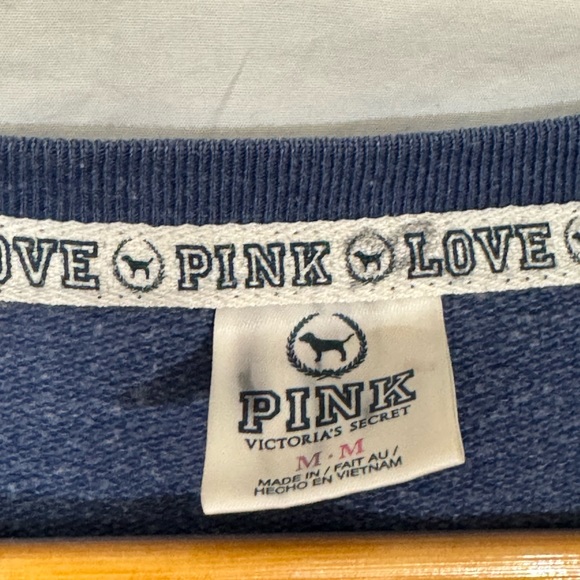 OVE PINK LOVE
PINK
VICTORIA'S SECRET
M • M
MADE IN / FAIT AU /
HECHO EN VIETNAM